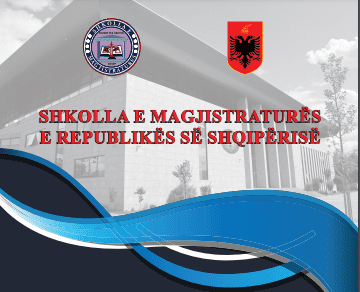 SHKOLLA E MAGJISTRATURËS
E REPUBLIKËS SË SHQIPËRISË